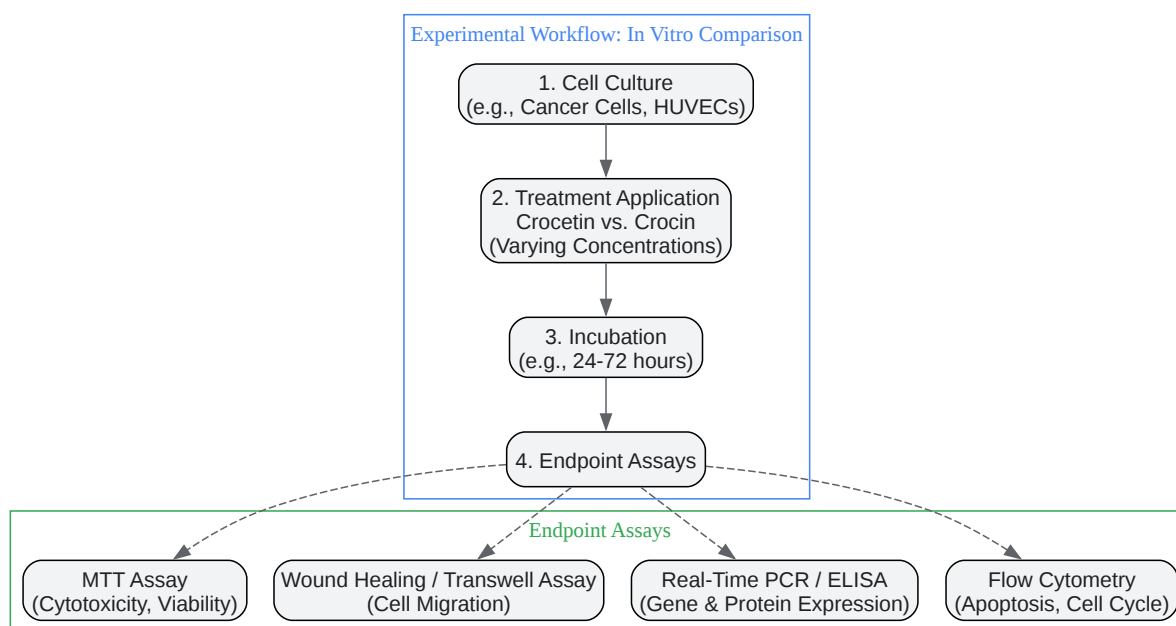 Experimental Workflow: In Vitro Comparison
1. Cell Culture
(e.g., Cancer Cells, HUVECs)
2. Treatment Application
Crocetin vs. Crocin
(Varying Concentrations)
3. Incubation
(e.g., 24-72 hours)
4. Endpoint Assays
Endpoint Assays
MTT Assay
(Cytotoxicity, Viability)
Wound Healing / Transwell Assay
(Cell Migration)
Real-Time PCR / ELISA
(Gene & Protein Expression)
Flow Cytometry
(Apoptosis, Cell Cycle)